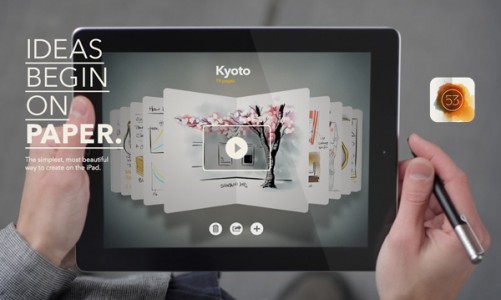 IDEAS
BEGIN
ON
PAPER.
The simplest, most beautiful
way to create on the iPad.
Kyoto
53